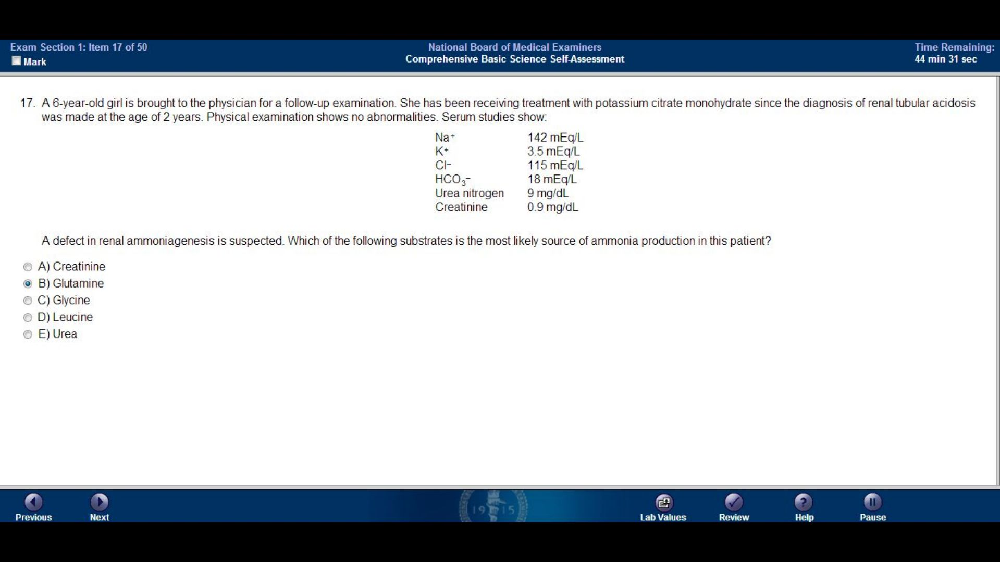 Exam Section 1: Item 17 of 50
National Board of Medical Examiners
Time Remaining:
Mark
Comprehensive Basic Science Self-Assessment
44 min 31 sec
17. A 6-year-old girl is brought to the physician for a follow-up examination. She has been receiving treatment with potassium citrate monohydrate since the diagnosis of renal tubular acidosis
was made at the age of 2 years. Physical examination shows no abnormalities. Serum studies show:
Na⁺ 142 mEq/L
K⁺ 3.5 mEq/L
Cl⁻ 115 mEq/L
HCO₃⁻ 18 mEq/L
Urea nitrogen 9 mg/dL
Creatinine 0.9 mg/dL
A defect in renal ammoniagenesis is suspected. Which of the following substrates is the most likely source of ammonia production in this patient?
A) Creatinine
B) Glutamine
C) Glycine
D) Leucine
E) Urea
1915
Previous
Next
Lab Values
Review
Help
Pause